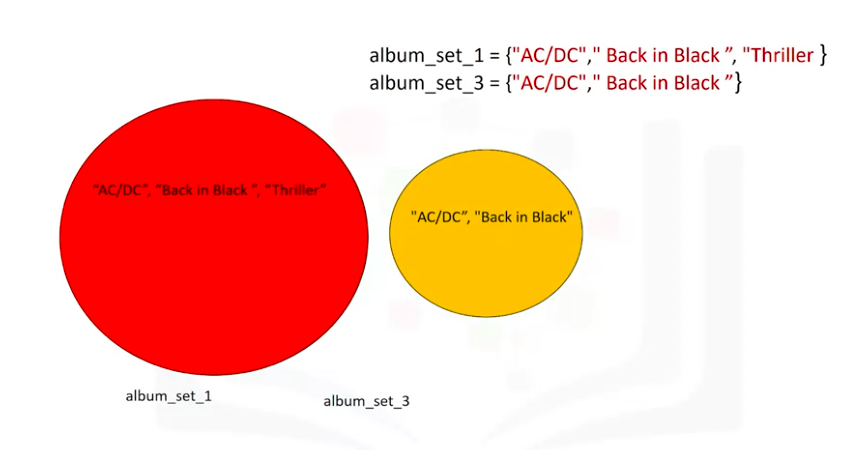 album_set_1 = {"AC/DC"," Back in Black ”, "Thriller }
album_set_3 = {"AC/DC"," Back in Black ”}
“AC/DC”, “Back in Black ”, “Thriller”
"AC/DC”, "Back in Black"
album_set_1
album_set_3